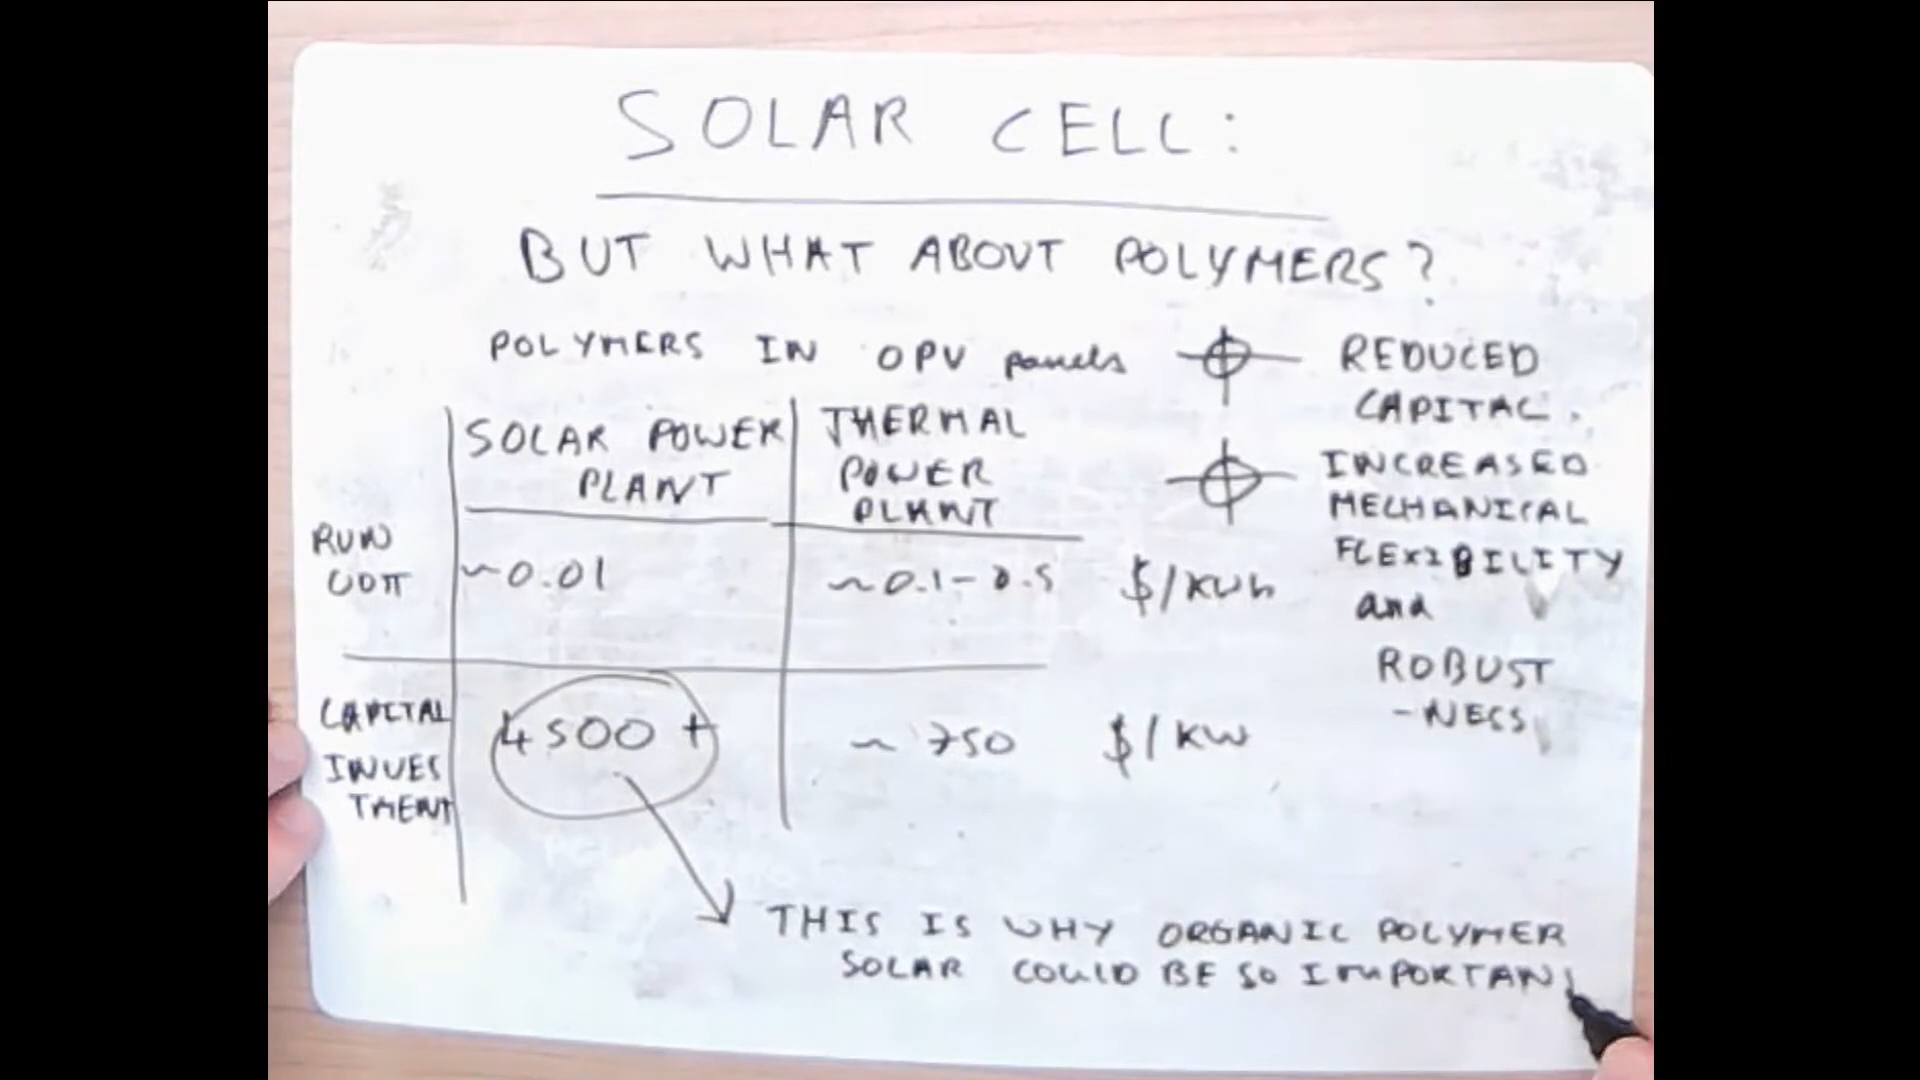 SOLAR CELL:
BUT WHAT ABOUT POLYMERS?
POLYMERS IN OPV panels
REDUCED
CAPITAL.
INCREASED
MECHANICAL
FLEXIBILITY
and
ROBUST
-NESS
SOLAR POWER
PLANT
THERMAL
POWER
PLANT
RUN
~0.01
~0.1-0.5
$/kWh
CAPITAL
INVES
TMENT
4500+
~ 750
$/KW
THIS IS WHY ORGANIC POLYMER
SOLAR COULD BE SO IMPORTAN